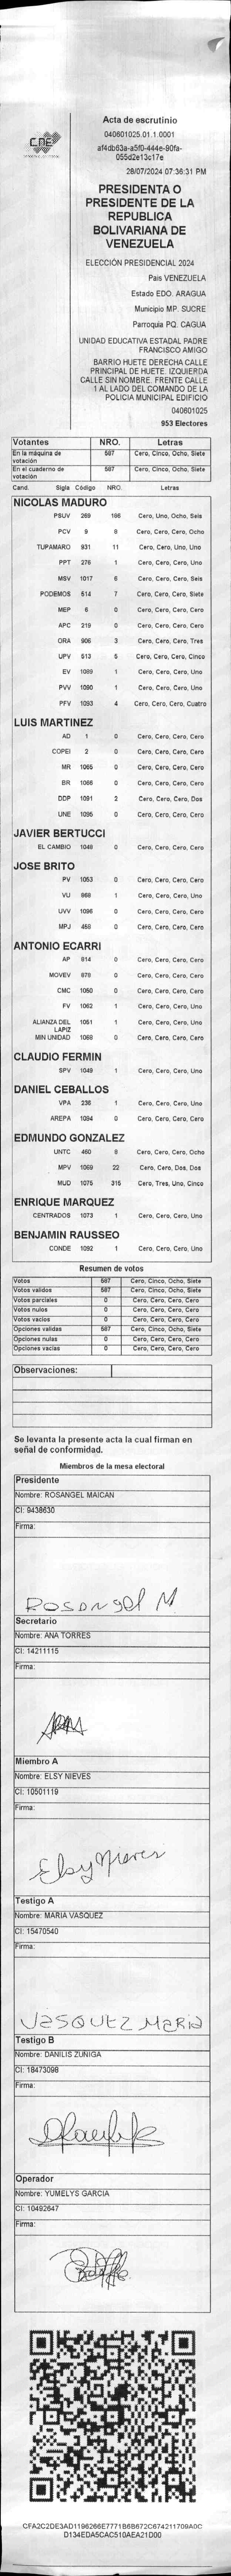 CNE
Acta de escrutinio
040601025.01.1.0001
af4db63a-a5f0-444e-80fa-
055d2e13c17e
28/07/2024 07:36:31 PM
PRESIDENTA O
PRESIDENTE DE LA
REPUBLICA
BOLIVARIANA DE
VENEZUELA
ELECCIÓN PRESIDENCIAL 2024
Pais VENEZUELA
Estado EDO. ARAGUA
Municipio MP. SUCRE
Parroquia PQ. CAGUA
UNIDAD EDUCATIVA ESTADAL PADRE
FRANCISCO AMIGO
BARRIO HUETE DERECHA CALLE
PRINCIPAL DE HUETE. IZQUIERDA
CALLE SIN NOMBRE. FRENTE CALLE
1 AL LADO DEL COMANDO DE LA
POLICIA MUNICIPAL EDIFICIO
040601025
953 Electores
Votantes NRO. Letras
En la máquina de votación 587 Cero, Cinco, Ocho, Siete
En el cuaderno de votación 587 Cero, Cinco, Ocho, Siete
Cand. Sigla Código NRO. Letras
NICOLAS MADURO
PSUV 269 186 Cero, Uno, Ocho, Seis
PCV 9 8 Cero, Cero, Cero, Ocho
TUPAMARO 931 11 Cero, Cero, Uno, Uno
PPT 276 1 Cero, Cero, Cero, Uno
MSV 1017 6 Cero, Cero, Cero, Seis
PODEMOS 514 7 Cero, Cero, Cero, Siete
MEP 6 0 Cero, Cero, Cero, Cero
APC 219 0 Cero, Cero, Cero, Cero
ORA 906 3 Cero, Cero, Cero, Tres
UPV 513 5 Cero, Cero, Cero, Cinco
EV 1089 1 Cero, Cero, Cero, Uno
PVV 1090 1 Cero, Cero, Cero, Uno
PFV 1093 4 Cero, Cero, Cero, Cuatro
LUIS MARTINEZ
AD 1 0 Cero, Cero, Cero, Cero
COPEI 2 0 Cero, Cero, Cero, Cero
MR 1065 0 Cero, Cero, Cero, Cero
BR 1066 0 Cero, Cero, Cero, Cero
DDP 1091 2 Cero, Cero, Cero, Dos
UNE 1095 0 Cero, Cero, Cero, Cero
JAVIER BERTUCCI
EL CAMBIO 1048 0 Cero, Cero, Cero, Cero
JOSE BRITO
PV 1053 0 Cero, Cero, Cero, Cero
VU 868 1 Cero, Cero, Cero, Uno
UVV 1096 0 Cero, Cero, Cero, Cero
MPJ 458 0 Cero, Cero, Cero, Cero
ANTONIO ECARRI
AP 814 0 Cero, Cero, Cero, Cero
MOVEV 878 0 Cero, Cero, Cero, Cero
CMC 1050 0 Cero, Cero, Cero, Cero
FV 1062 1 Cero, Cero, Cero, Uno
ALIANZA DEL LAPIZ 1051 1 Cero, Cero, Cero, Uno
MIN UNIDAD 1068 0 Cero, Cero, Cero, Cero
CLAUDIO FERMIN
SPV 1049 1 Cero, Cero, Cero, Uno
DANIEL CEBALLOS
VPA 236 1 Cero, Cero, Cero, Uno
AREPA 1094 0 Cero, Cero, Cero, Cero
EDMUNDO GONZALEZ
UNTC 460 8 Cero, Cero, Cero, Ocho
MPV 1069 22 Cero, Cero, Dos, Dos
MUD 1075 315 Cero, Tres, Uno, Cinco
ENRIQUE MARQUEZ
CENTRADOS 1073 1 Cero, Cero, Cero, Uno
BENJAMIN RAUSSEO
CONDE 1092 1 Cero, Cero, Cero, Uno
Resumen de votos
Votos 587 Cero, Cinco, Ocho, Siete
Votos validos 587 Cero, Cinco, Ocho, Siete
Votos parciales 0 Cero, Cero, Cero, Cero
Votos nulos 0 Cero, Cero, Cero, Cero
Votos vacios 0 Cero, Cero, Cero, Cero
Opciones validas 587 Cero, Cinco, Ocho, Siete
Opciones nulas 0 Cero, Cero, Cero, Cero
Opciones vacias 0 Cero, Cero, Cero, Cero
Observaciones:
Se levanta la presente acta la cual firman en
señal de conformidad.
Miembros de la mesa electoral
Presidente
Nombre: ROSANGEL MAICAN
CI: 9438630
Firma:
Rosangel M
Secretario
Nombre: ANA TORRES
CI: 14211115
Firma:
Miembro A
Nombre: ELSY NIEVES
CI: 10501119
Firma:
Elsy Nieves
Testigo A
Nombre: MARIA VASQUEZ
CI: 15470540
Firma:
VASQUEZ MARIA
Testigo B
Nombre: DANILIS ZUÑIGA
CI: 18473098
Firma:
Operador
Nombre: YUMELYS GARCIA
CI: 10492647
Firma:
CFA2C2DE3AD1196266E7771B6B672C674211709A0C
D134EDA5CAC510AEA21D00